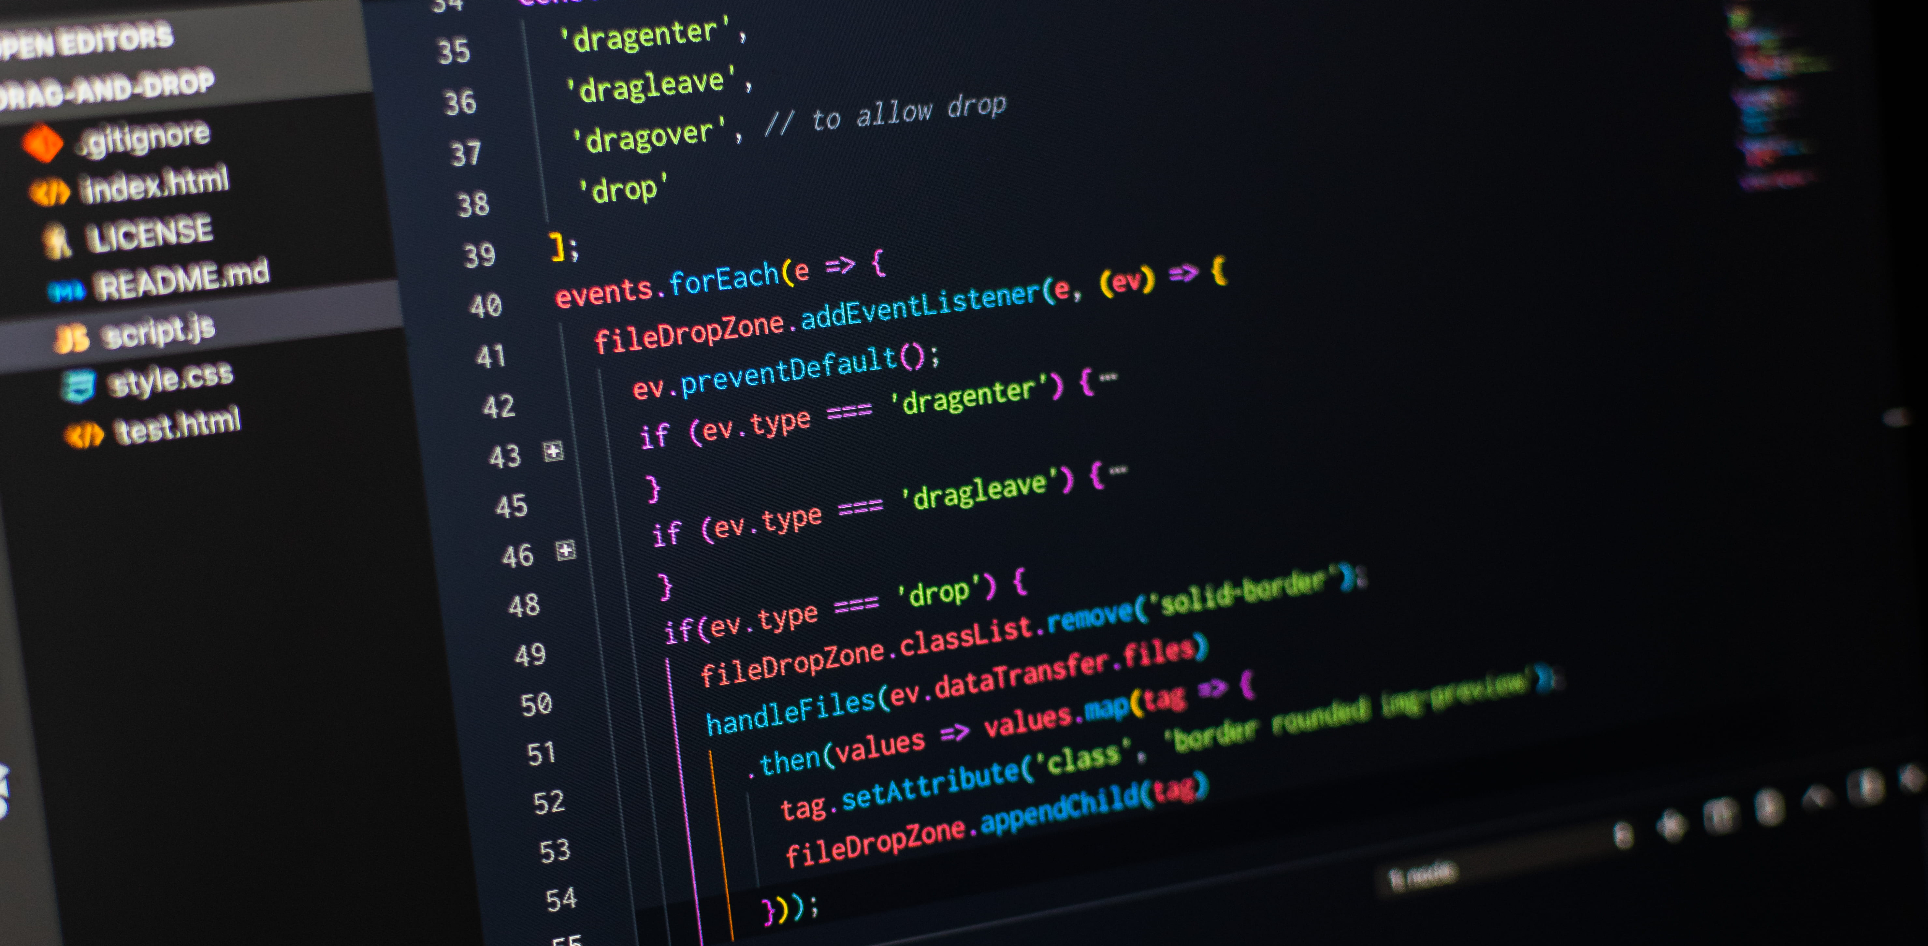 OPEN EDITORS
DRAG-AND-DROP
.gitignore
index.html
LICENSE
README.md
JS script.js
style.css
test.html
34
35 'dragenter',
36 'dragleave',
37 'dragover', // to allow drop
38 'drop'
39 ];
40 events.forEach(e => {
41 fileDropZone.addEventListener(e, (ev) => {
42 ev.preventDefault();
43 if (ev.type === 'dragenter') {…
45 }
46 if (ev.type === 'dragleave') {…
48 }
49 if(ev.type === 'drop') {
50 fileDropZone.classList.remove('solid-border');
51 handleFiles(ev.dataTransfer.files)
52 .then(values => values.map(tag => {
53 tag.setAttribute('class', 'border rounded img-preview');
54 fileDropZone.appendChild(tag)
55 }));